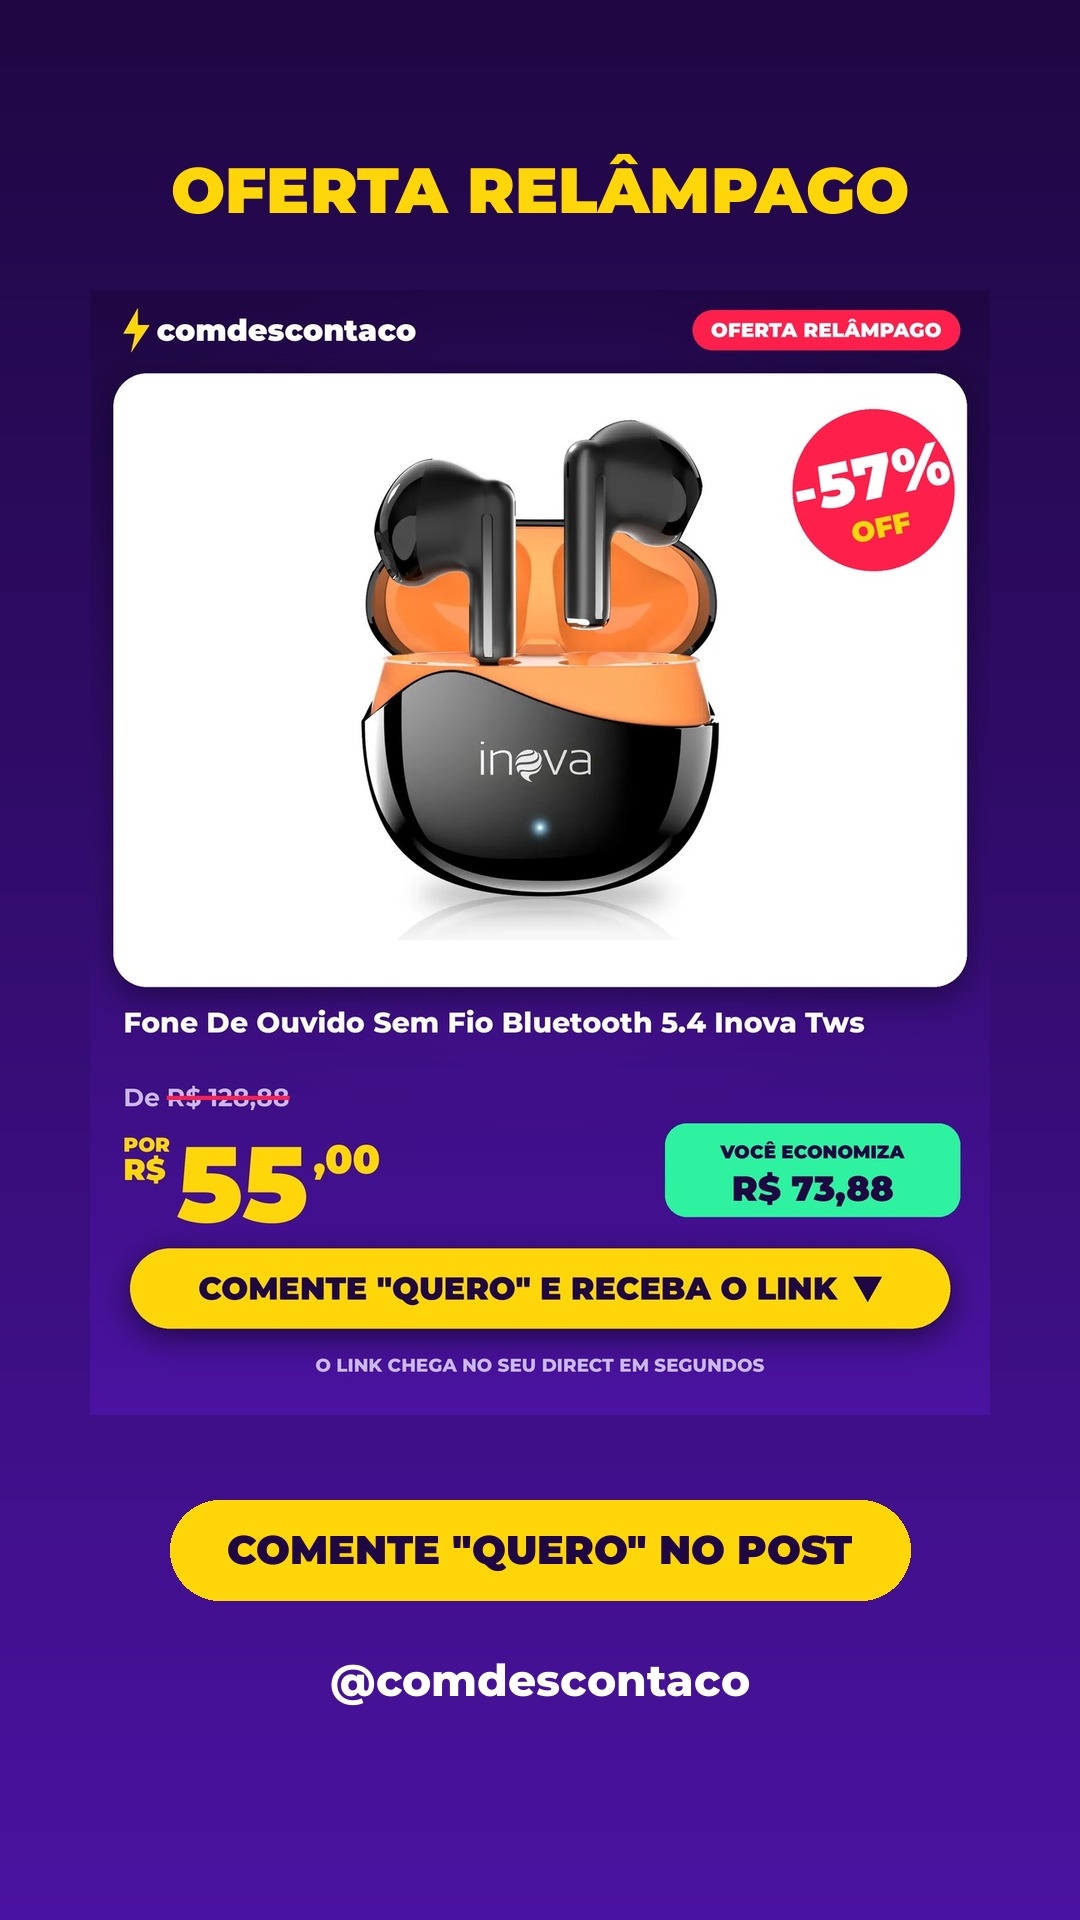 OFERTA RELÂMPAGO
comdescontaco
OFERTA RELÂMPAGO
-57%
OFF
inova
Fone De Ouvido Sem Fio Bluetooth 5.4 Inova Tws
De R$ 128,88
POR
R$ 55,00
VOCÊ ECONOMIZA
R$ 73,88
COMENTE "QUERO" E RECEBA O LINK ▼
O LINK CHEGA NO SEU DIRECT EM SEGUNDOS
COMENTE "QUERO" NO POST
@comdescontaco